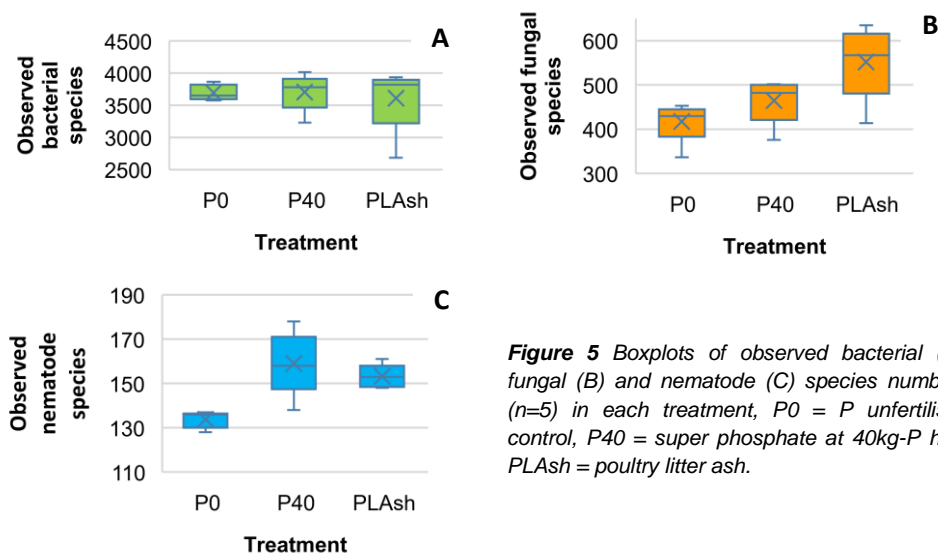 A
4500
4000
3500
3000
2500
Observed
bacterial
species
P0 P40 PLAsh
Treatment
B
600
500
400
300
Observed fungal
species
P0 P40 PLAsh
Treatment
C
190
170
150
130
110
Observed
nematode
species
P0 P40 PLAsh
Treatment
Figure 5 Boxplots of observed bacterial
fungal (B) and nematode (C) species
(n=5) in each treatment, P0 = P
control, P40 = super phosphate at 40kg-P
PLAsh = poultry litter ash.